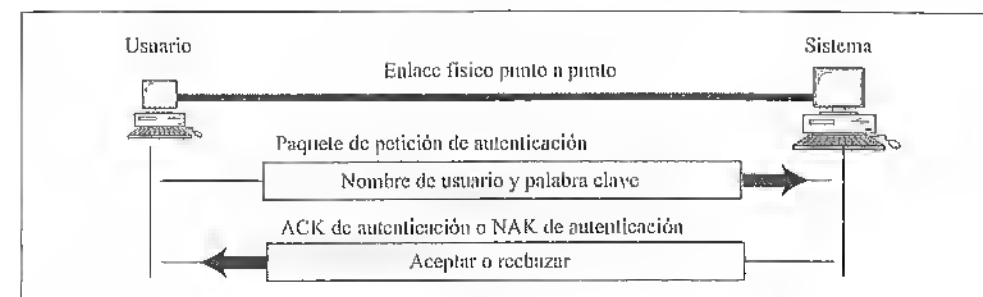 Usuario
Sistema
Enlace físico punto a punto
Paquete de petición de autenticación
Nombre de usuario y palabra clave
ACK de autenticación o NAK de autenticación
Aceptar o rechazar